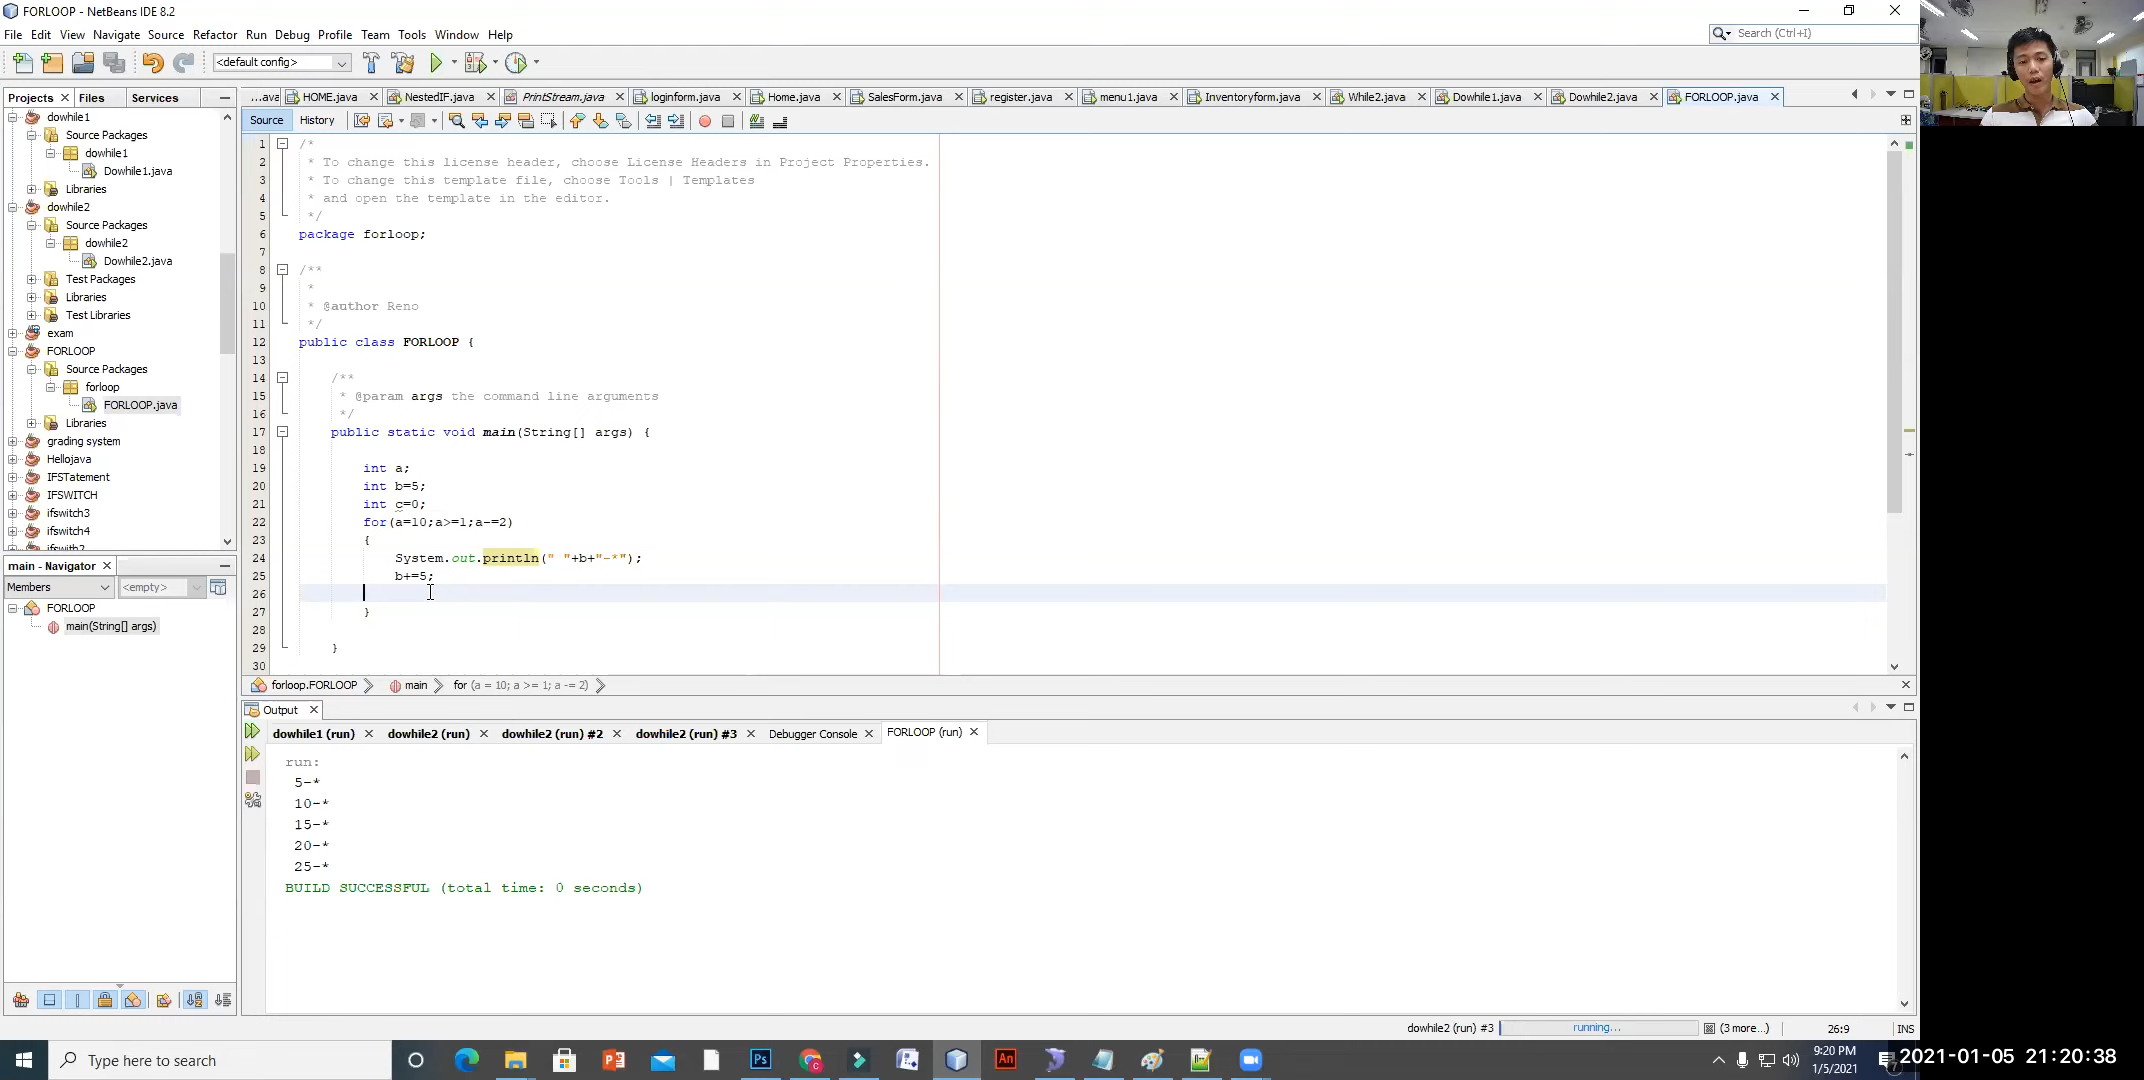 FORLOOP - NetBeans IDE 8.2
File Edit View Navigate Source Refactor Run Debug Profile Team Tools Window Help
Search (Ctrl+I)
<default config>
Projects Files Services
...ava HOME.java NestedIF.java PrintStream.java loginform.java Home.java SalesForm.java register.java menu1.java Inventoryform.java While2.java Dowhile1.java Dowhile2.java FORLOOP.java
Source History
dowhile1
Source Packages
dowhile1
Dowhile1.java
Libraries
dowhile2
Source Packages
dowhile2
Dowhile2.java
Test Packages
Libraries
Test Libraries
exam
FORLOOP
Source Packages
forloop
FORLOOP.java
Libraries
grading system
Hellojava
IFSTatement
IFSWITCH
ifswitch3
ifswitch4
ifswith2
main - Navigator
Members <empty>
FORLOOP
main(String[] args)
1 /*
2 * To change this license header, choose License Headers in Project Properties.
3 * To change this template file, choose Tools | Templates
4 * and open the template in the editor.
5 */
6 package forloop;
7
8 /**
9 *
10 * @author Reno
11 */
12 public class FORLOOP {
13
14 /**
15 * @param args the command line arguments
16 */
17 public static void main(String[] args) {
18
19 int a;
20 int b=5;
21 int c=0;
22 for(a=10;a>=1;a-=2)
23 {
24 System.out.println(" "+b+"-*");
25 b+=5;
26
27 }
28
29 }
30
forloop.FORLOOP main for (a = 10; a >= 1; a -= 2)
Output
dowhile1 (run) dowhile2 (run) dowhile2 (run) #2 dowhile2 (run) #3 Debugger Console FORLOOP (run)
run:
5-*
10-*
15-*
20-*
25-*
BUILD SUCCESSFUL (total time: 0 seconds)
dowhile2 (run) #3 running... (3 more...) 26:9 INS
Type here to search
9:20 PM
1/5/2021
2021-01-05 21:20:38